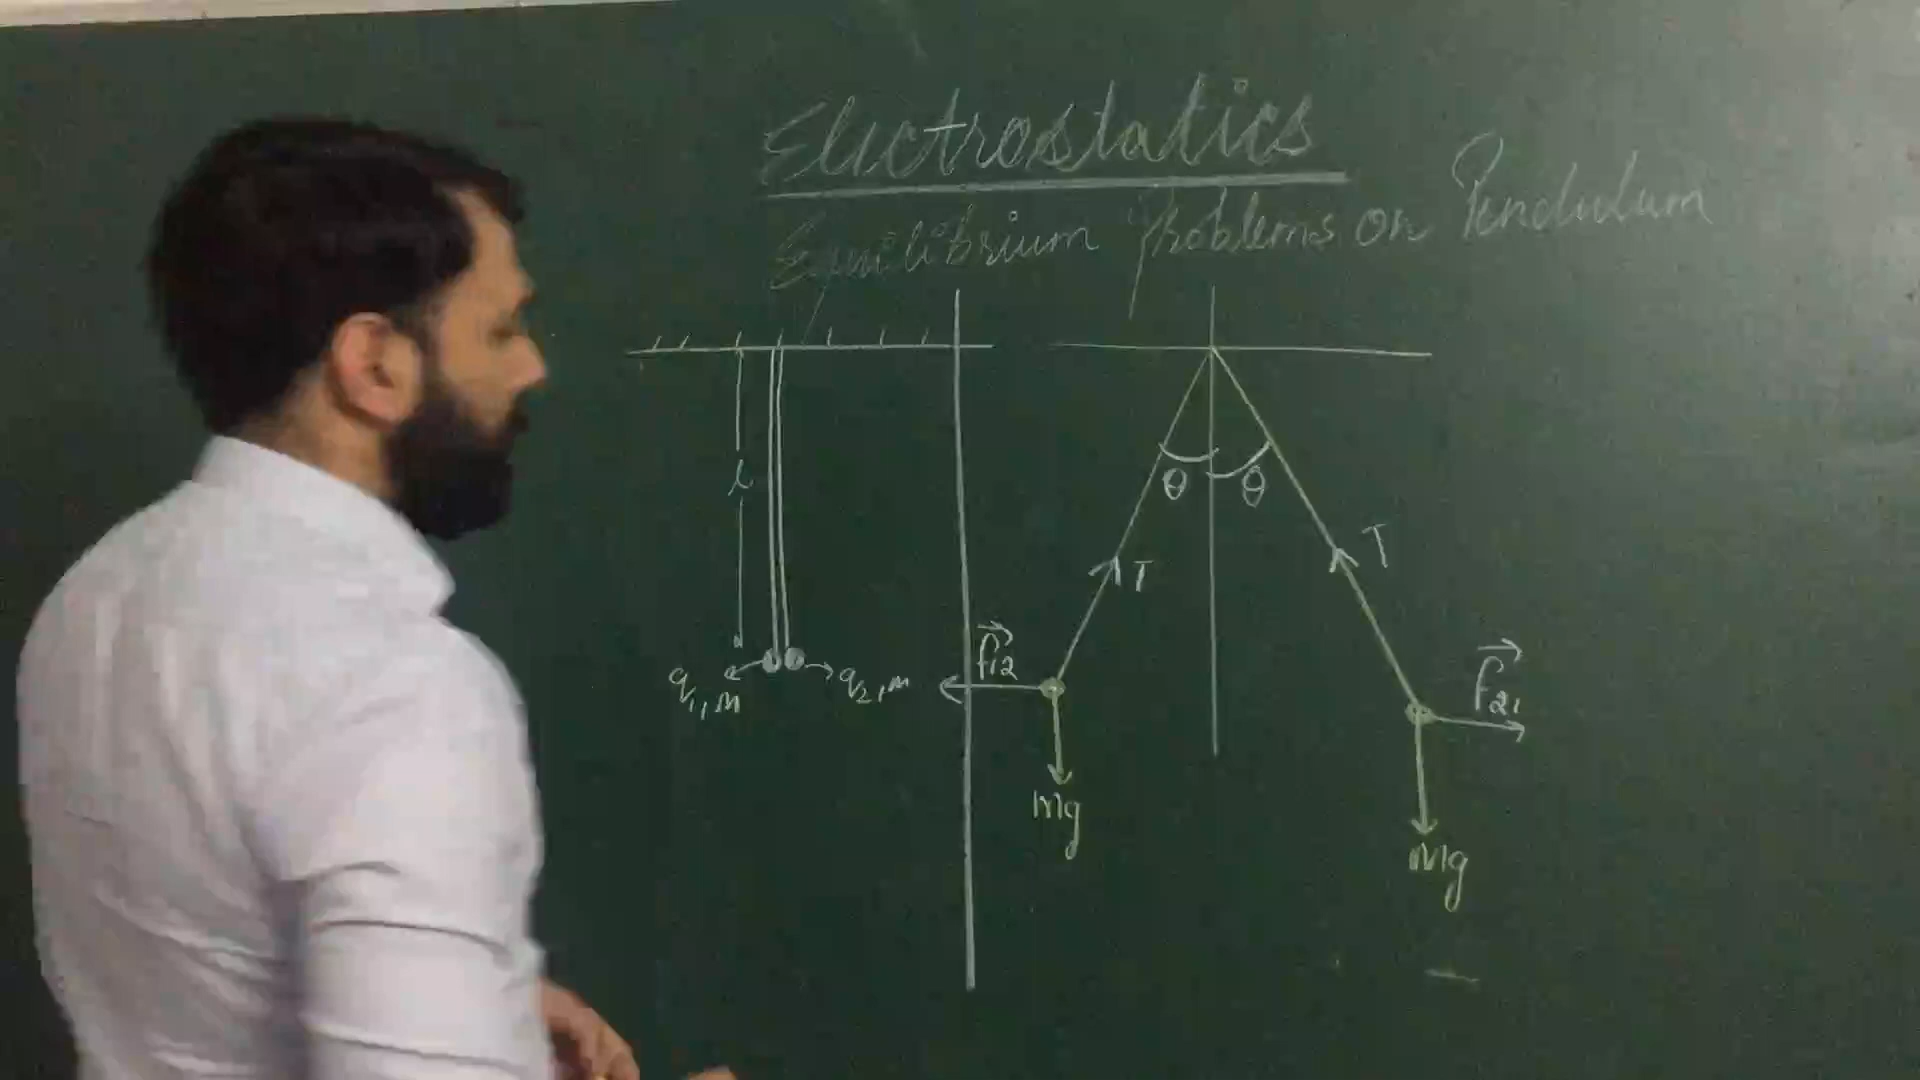 Electrostatics
Equilibrium Problems on Pendulum
l
θ θ
T
T
F12
F21
q1,m
q2,m
Mg
Mg